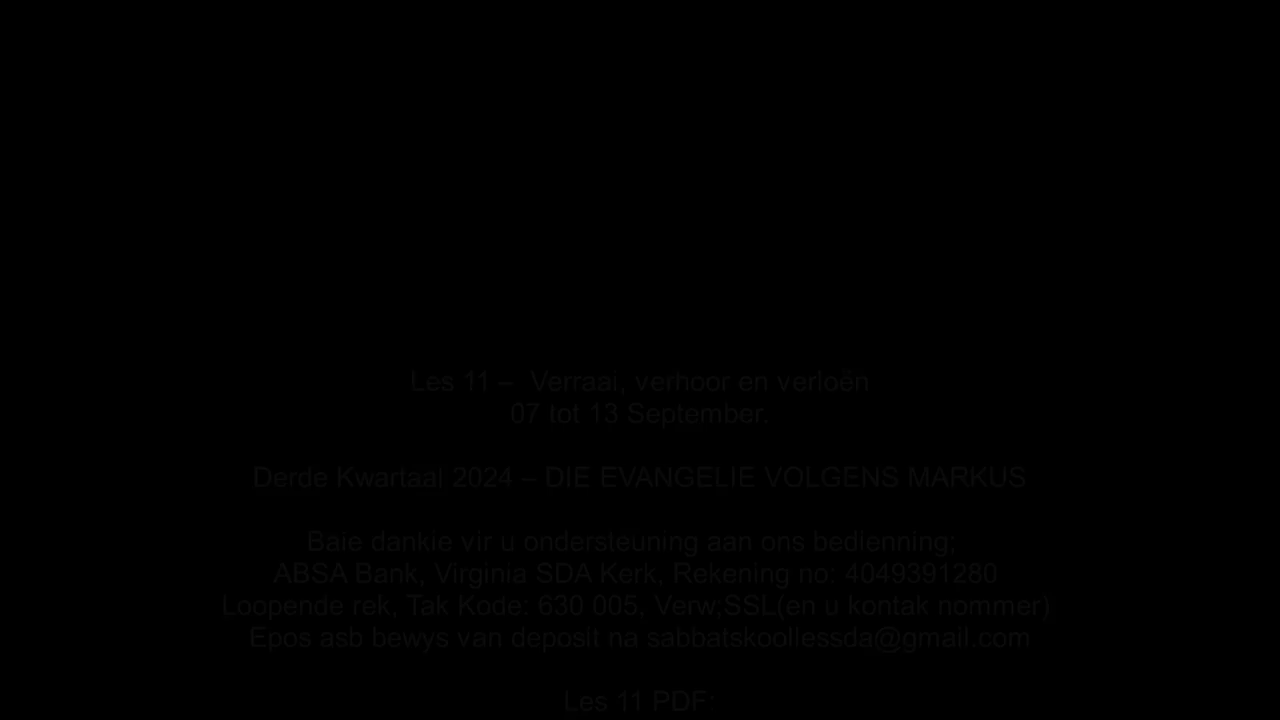 Les 11 – Verraai, verhoor en verloën
07 tot 13 September.
Derde Kwartaal 2024 – DIE EVANGELIE VOLGENS MARKUS
Baie dankie vir u ondersteuning aan ons bedienning;
ABSA Bank, Virginia SDA Kerk, Rekening no: 4049391280
Loopende rek, Tak Kode: 630 005, Verw;SSL(en u kontak nommer)
Epos asb bewys van deposit na sabbatskoollessda@gmail.com
Les 11 PDF: